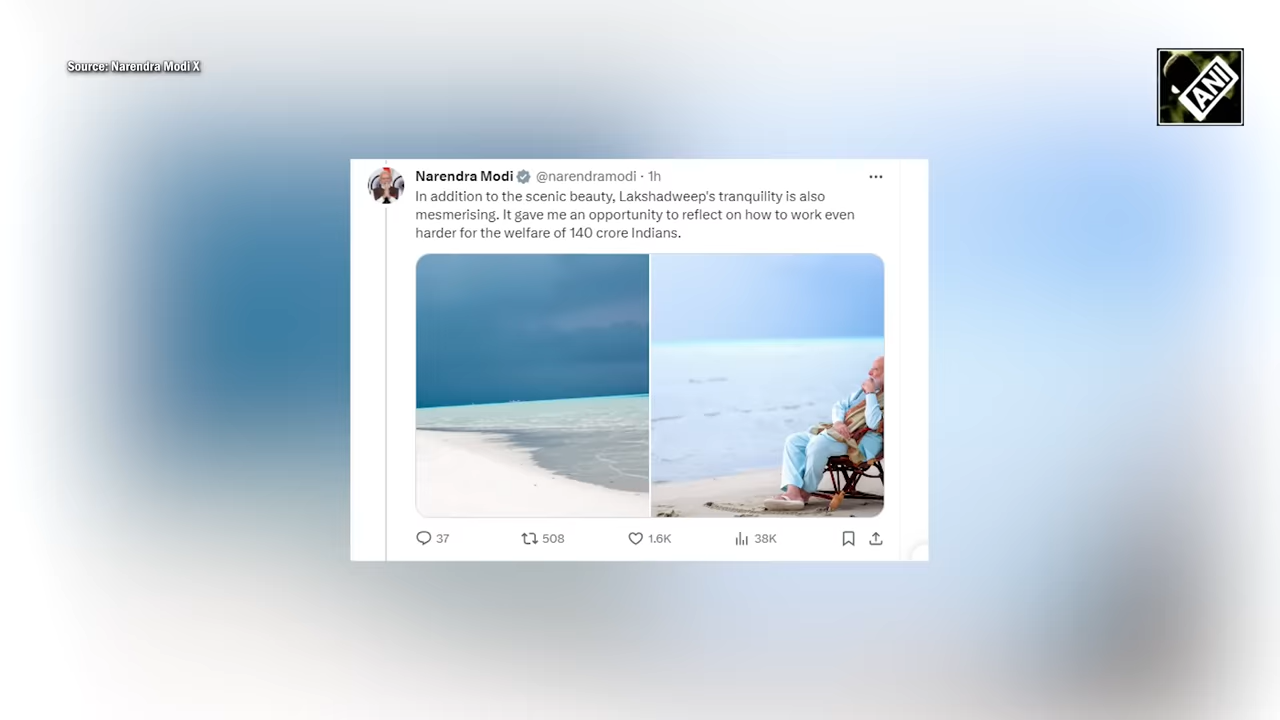 Source: Narendra Modi X
ANI
Narendra Modi @narendramodi · 1h
In addition to the scenic beauty, Lakshadweep's tranquility is also
mesmerising. It gave me an opportunity to reflect on how to work even
harder for the welfare of 140 crore Indians.
37 508 1.6K 38K